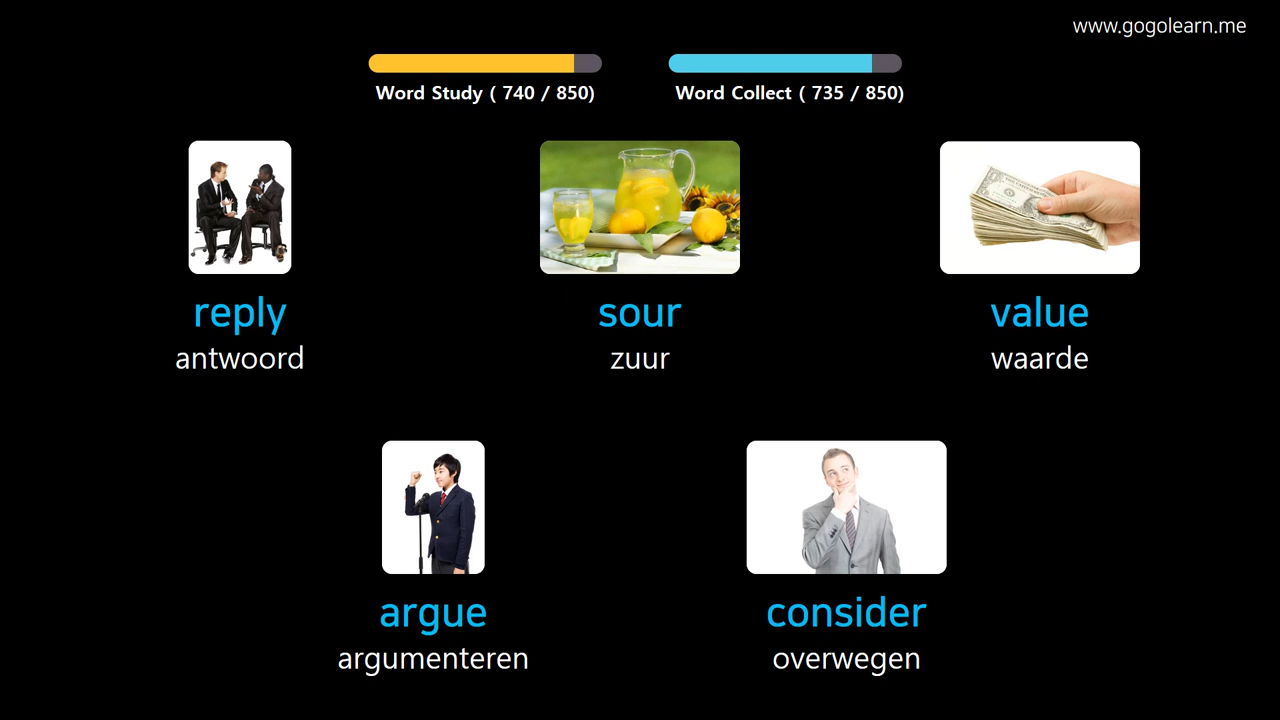 www.gogolearn.me
Word Study ( 740 / 850)
Word Collect ( 735 / 850)
reply
antwoord
sour
zuur
value
waarde
argue
argumenteren
consider
overwegen